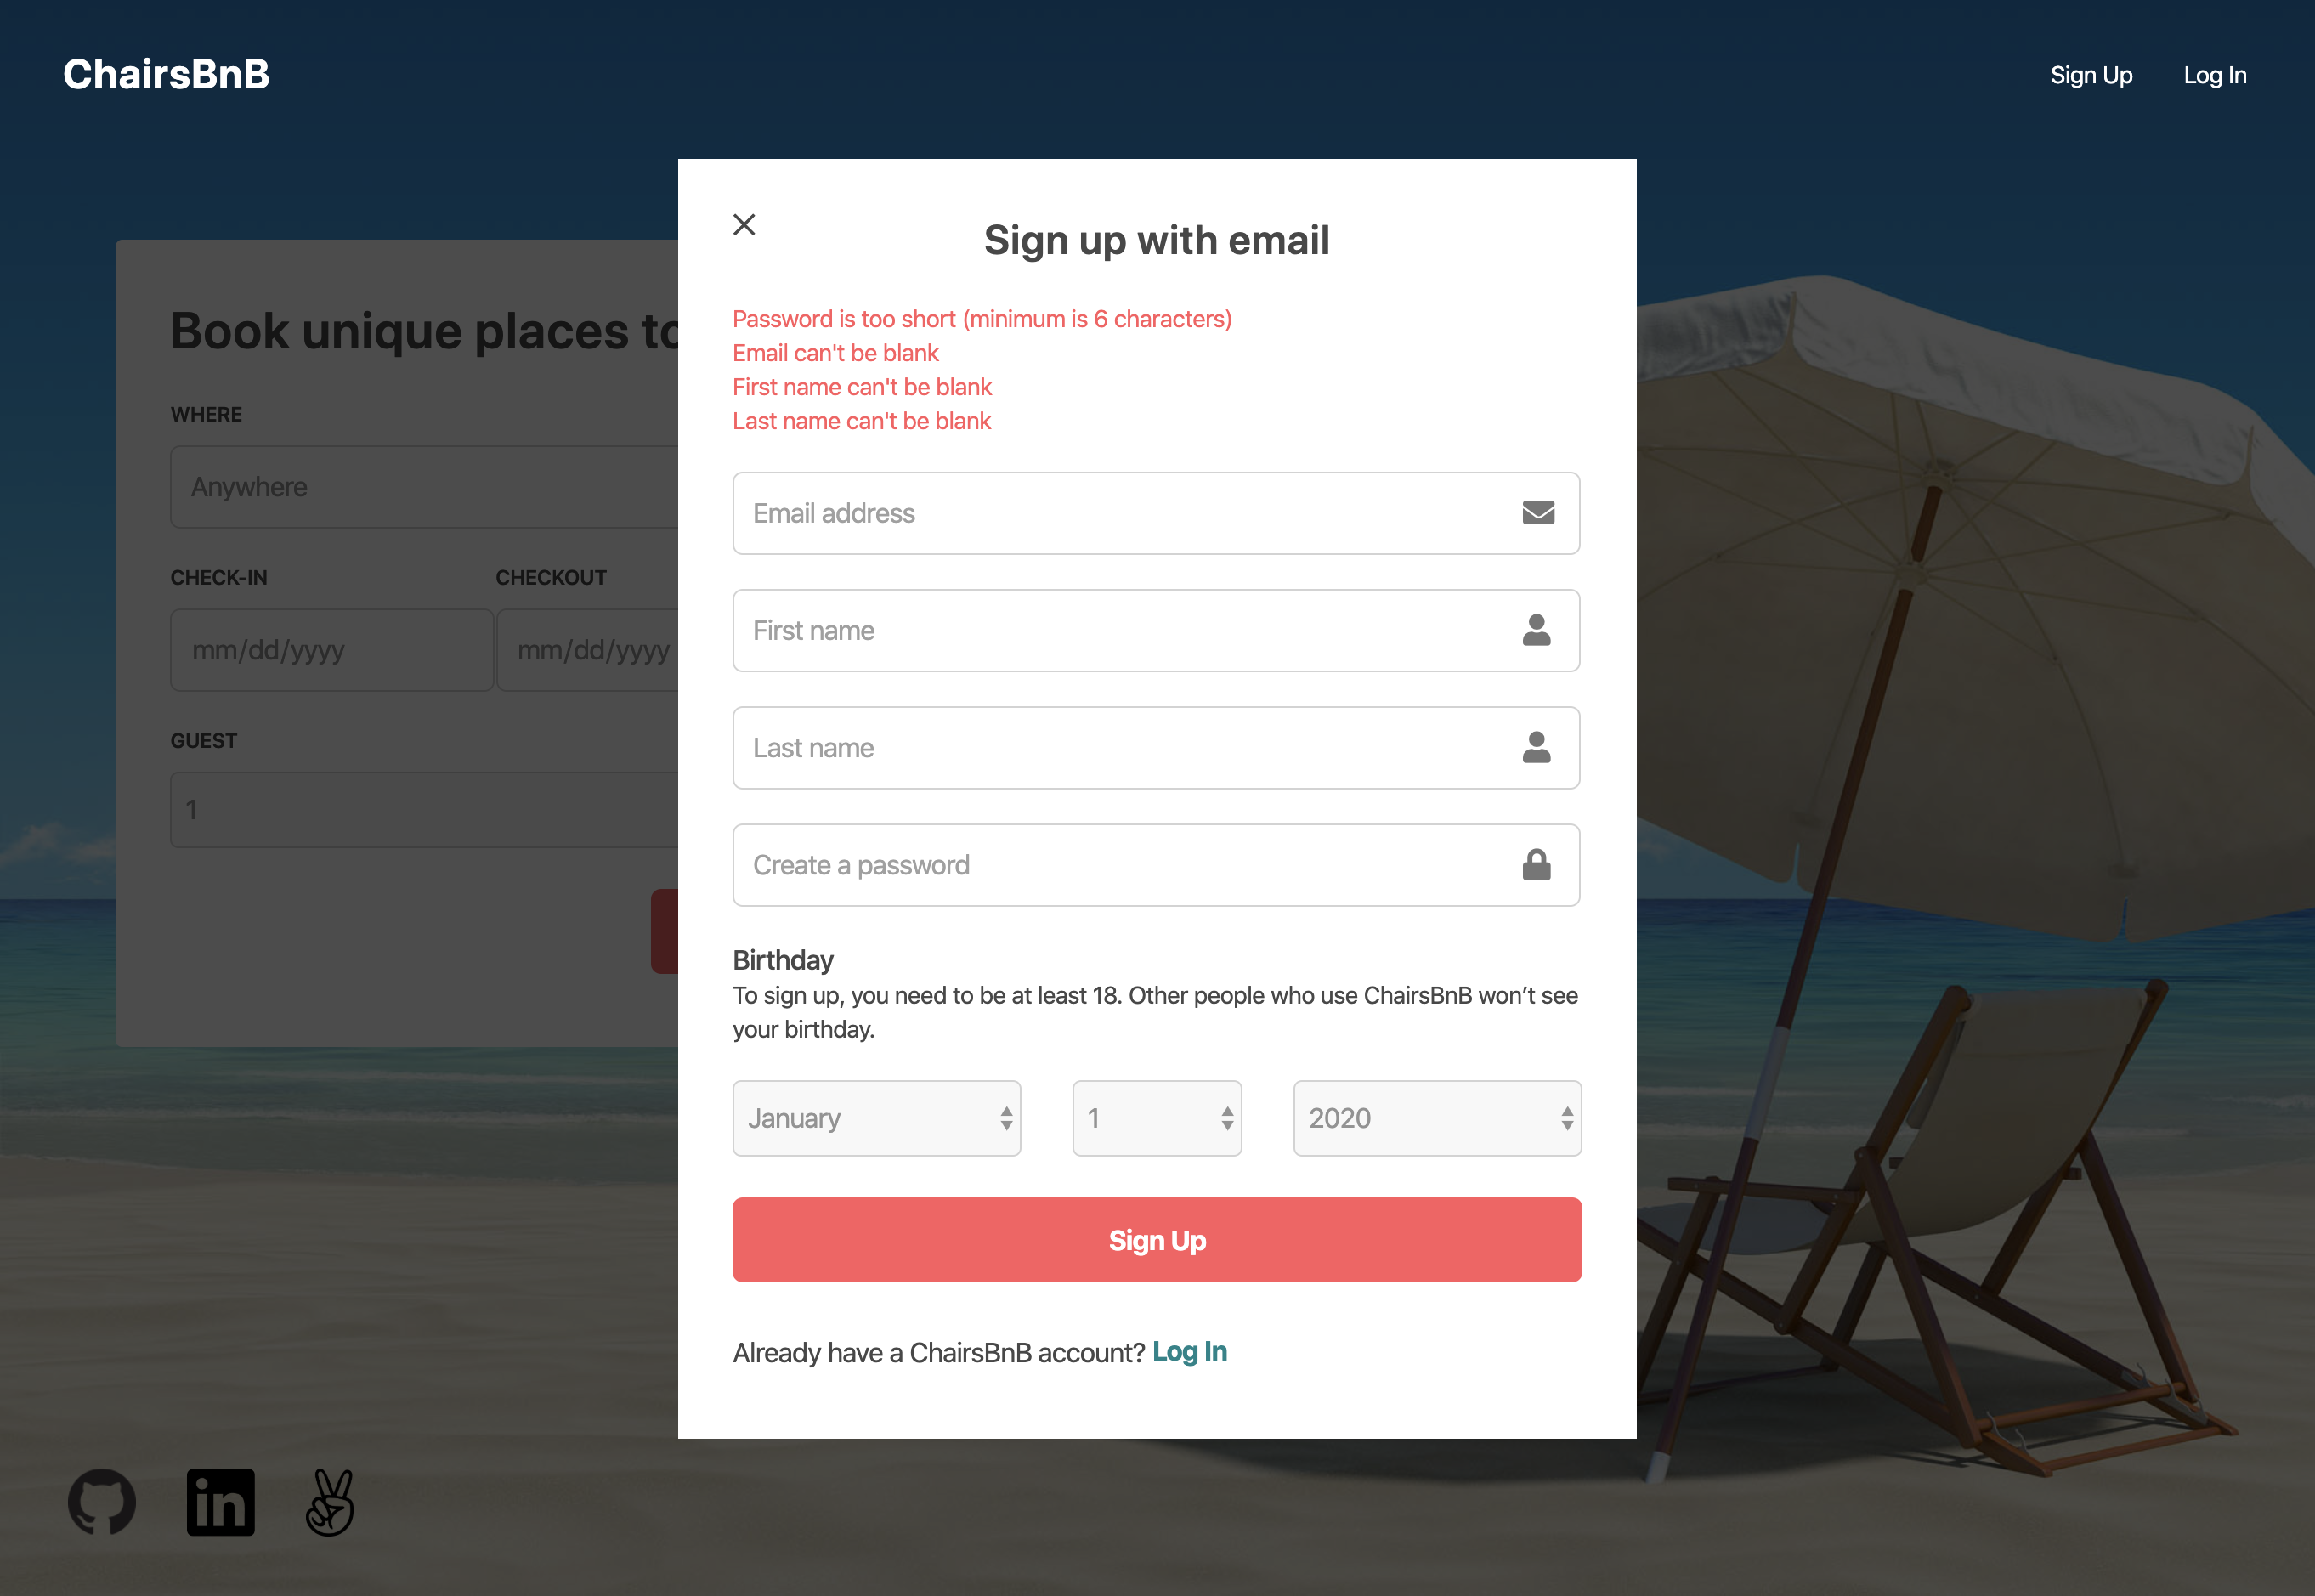 ChairsBnB
Sign Up
Log In
Sign up with email
Password is too short (minimum is 6 characters)
Email can't be blank
First name can't be blank
Last name can't be blank
Email address
First name
Last name
Create a password
Birthday
To sign up, you need to be at least 18. Other people who use ChairsBnB won’t see
your birthday.
January
1
2020
Sign Up
Already have a ChairsBnB account? Log In
Book unique places to
WHERE
Anywhere
CHECK-IN
CHECKOUT
mm/dd/yyyy
mm/dd/yyyy
GUEST
1
in